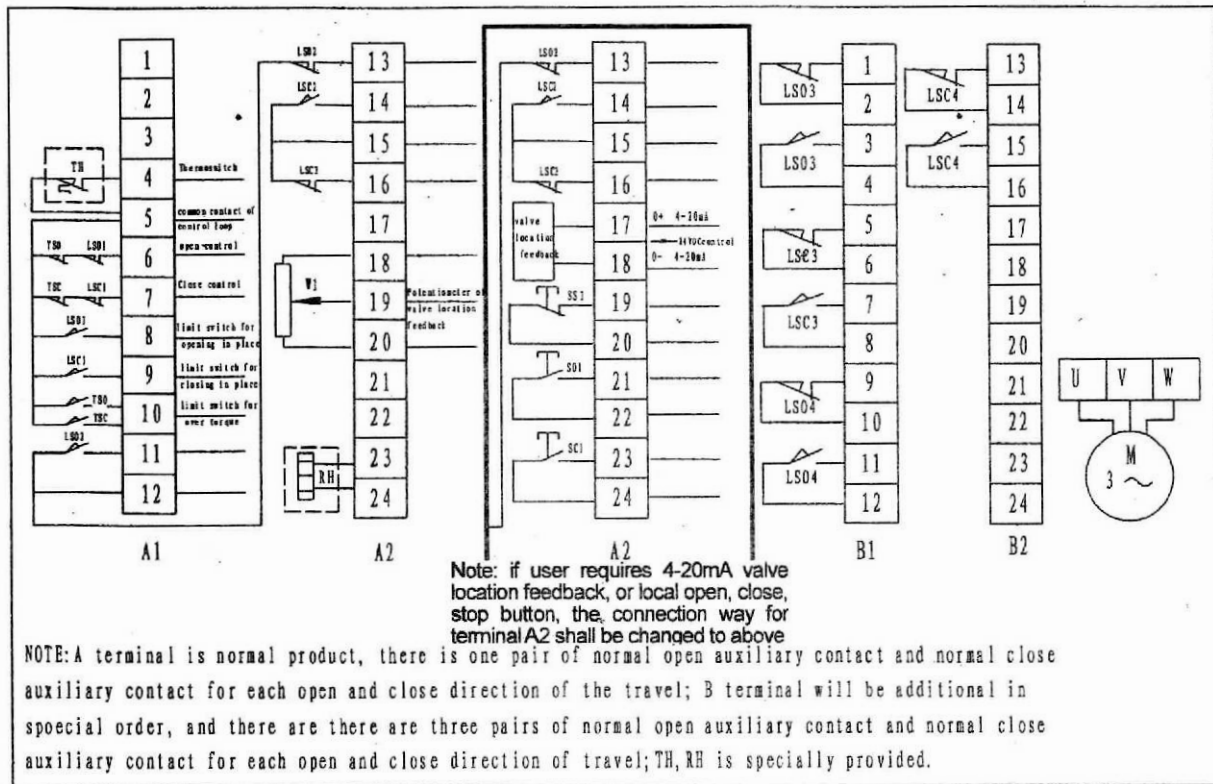 1
2
3
TH
4
Thermoswitch
5
common contact of
control loop
TSO LSO1
6
open-control
TSC LSC1
7
Close control
LSO1
8
limit switch for
opening in place
LSC1
9
limit switch for
closing in place
TSO
TSC
10
limit switch for
over torque
LSO2
11
12
A1
LSO2
13
LSC2
14
15
LSC2
16
17
18
W1
19
Potentiometer of
valve location
feedback
20
21
22
23
RH
24
A2
LSO2
13
LSC2
14
15
LSC2
16
valve
location
feedback
17
0+ 4-20mA
18
0- 4-20mA
SS1
19
20
SO1
21
22
SC1
23
24
A2
Note: if user requires 4-20mA valve
location feedback, or local open, close,
stop button, the connection way for
terminal A2 shall be changed to above
1
LSO3
2
3
LSO3
4
5
LSC3
6
7
LSC3
8
9
LSO4
10
11
LSO4
12
B1
13
LSC4
14
LSC4
15
16
17
18
19
20
21
22
23
24
B2
U V W
M
3 ~
NOTE: A terminal is normal product, there is one pair of normal open auxiliary contact and normal close
auxiliary contact for each open and close direction of the travel; B terminal will be additional in
spoecial order, and there are there are three pairs of normal open auxiliary contact and normal close
auxiliary contact for each open and close direction of travel; TH, RH is specially provided.